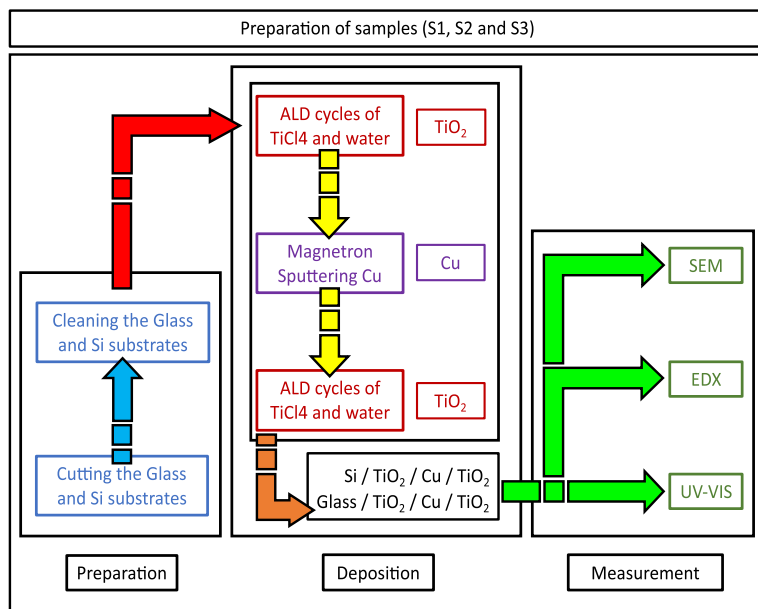 Preparation of samples (S1, S2 and S3)
ALD cycles of
TiCl4 and water
TiO₂
Magnetron
Sputtering Cu
Cu
ALD cycles of
TiCl4 and water
TiO₂
Cleaning the Glass
and Si substrates
Cutting the Glass
and Si substrates
Si / TiO₂ / Cu / TiO₂
Glass / TiO₂ / Cu / TiO₂
SEM
EDX
UV-VIS
Preparation
Deposition
Measurement